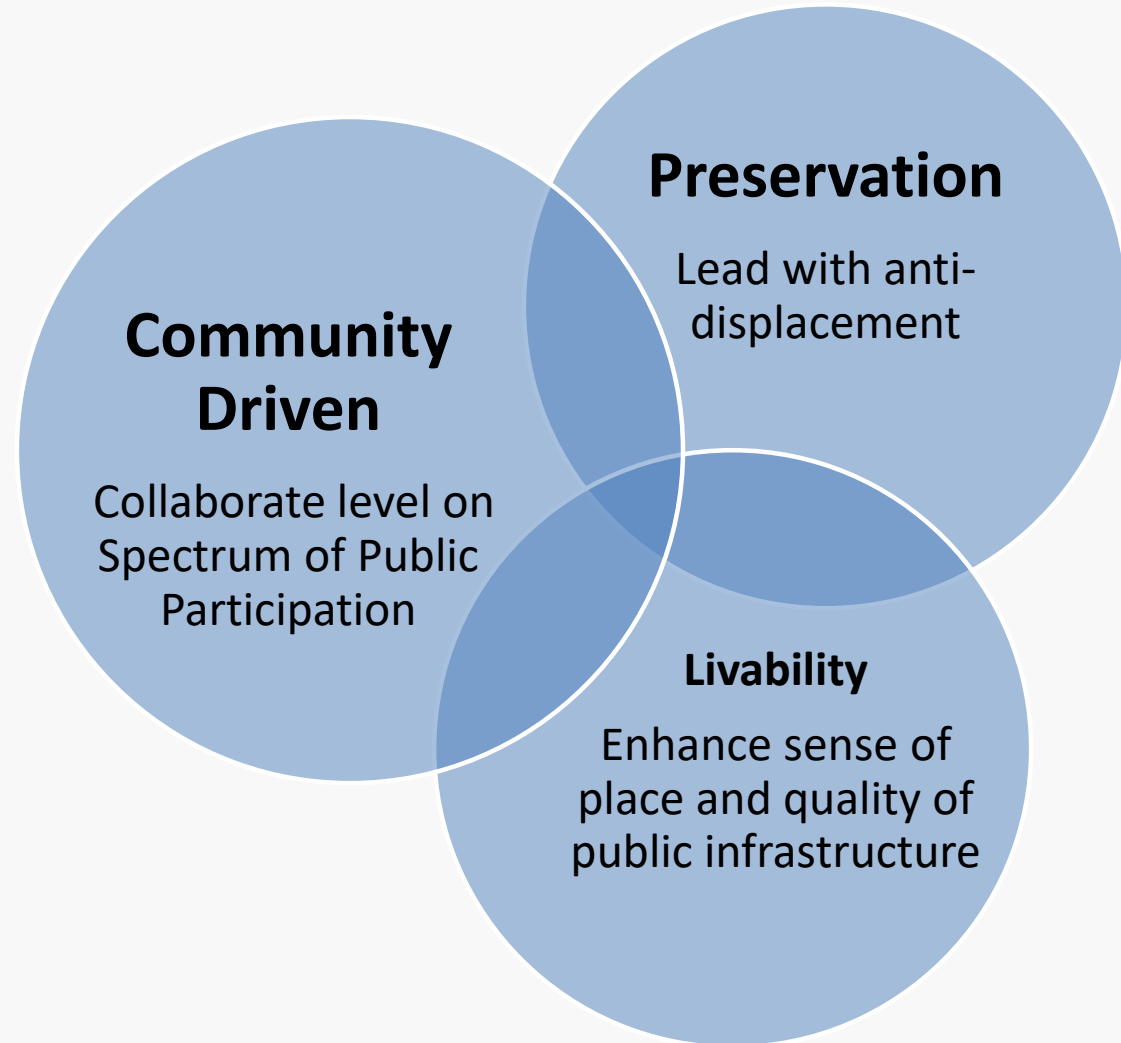 Community
Driven
Collaborate level on
Spectrum of Public
Participation
Preservation
Lead with anti-
displacement
Livability
Enhance sense of
place and quality of
public infrastructure